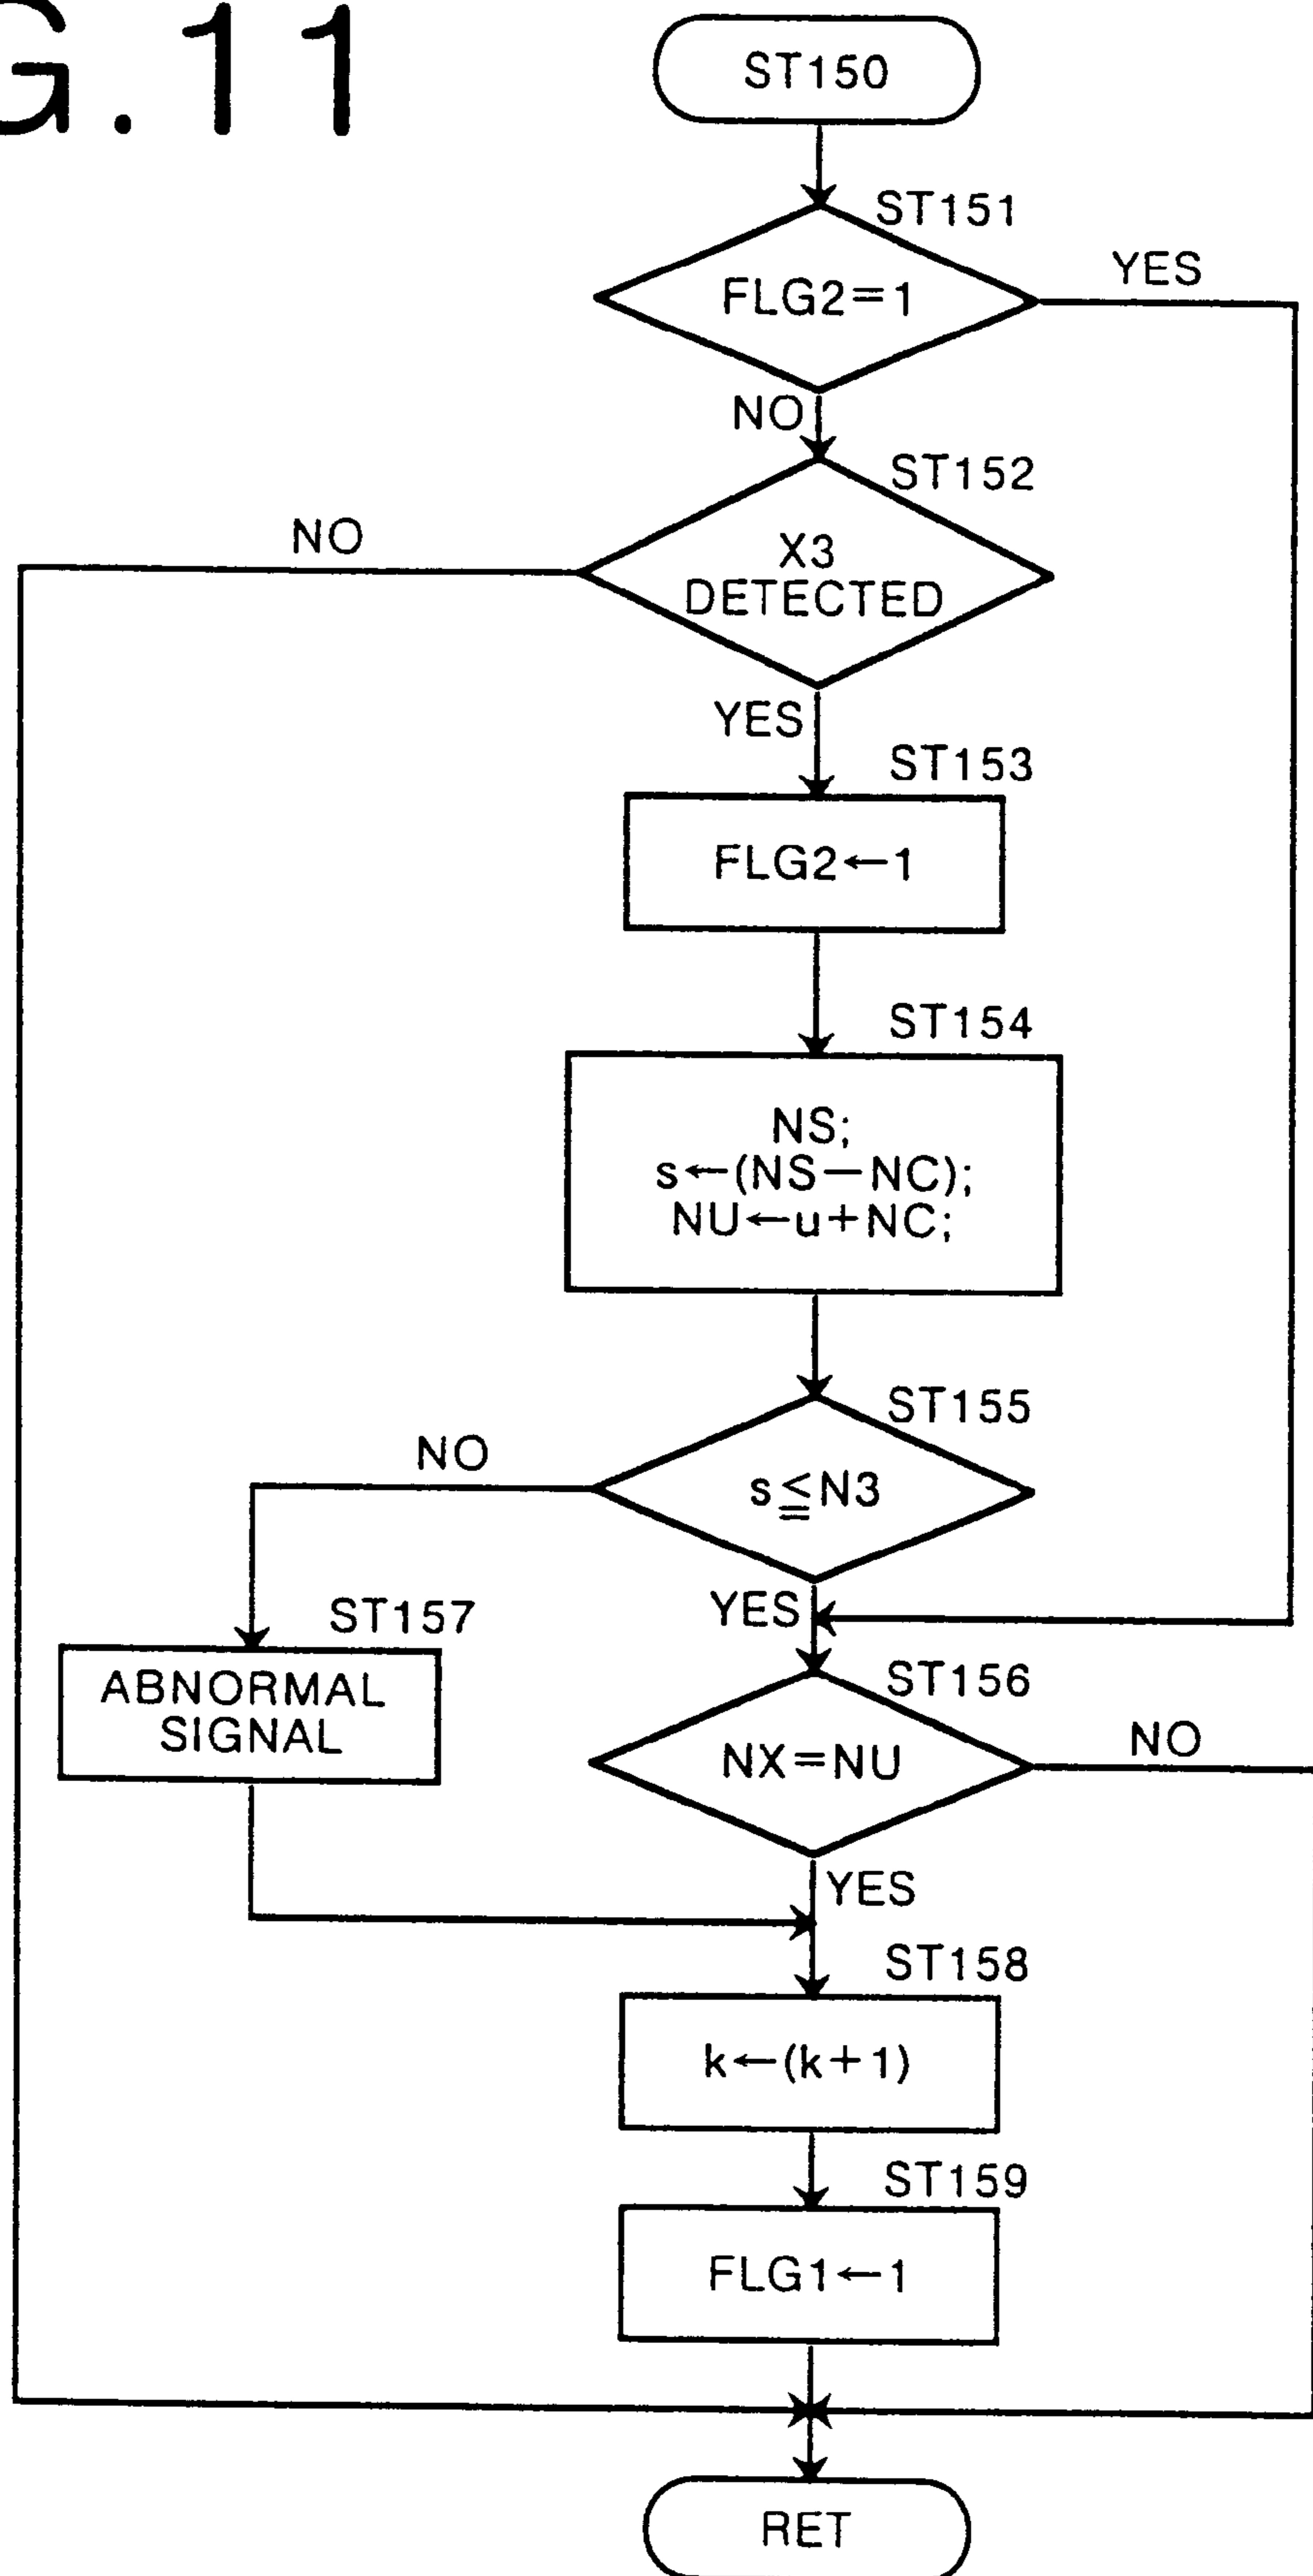 G.11
ST150
ST151
FLG2=1
YES
NO
ST152
NO
X3
DETECTED
YES
ST153
FLG2←1
ST154
NS;
s←(NS−NC);
NU←u+NC;
ST155
NO
s≦N3
YES
ST157
ABNORMAL
SIGNAL
ST156
NX=NU
NO
YES
ST158
k←(k+1)
ST159
FLG1←1
RET